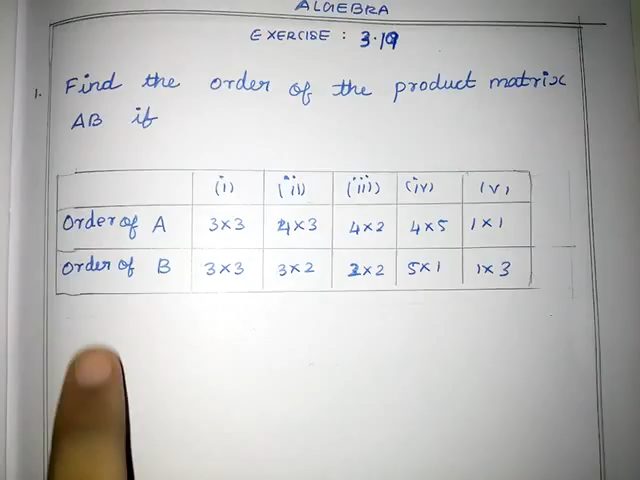 ALGEBRA
EXERCISE : 3.19
1. Find the order of the product matrix
AB if
(i) (ii) (iii) (iv) (v)
Order of A 3×3 4×3 4×2 4×5 1×1
Order of B 3×3 3×2 2×2 5×1 1×3